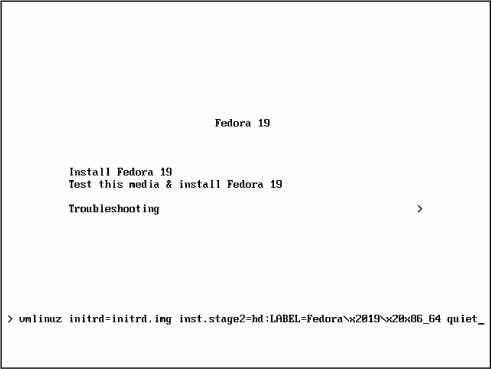 Fedora 19
Install Fedora 19
Test this media & install Fedora 19
Troubleshooting >
> vmlinuz initrd=initrd.img inst.stage2=hd:LABEL=Fedora\x2019\x20x86_64 quiet_